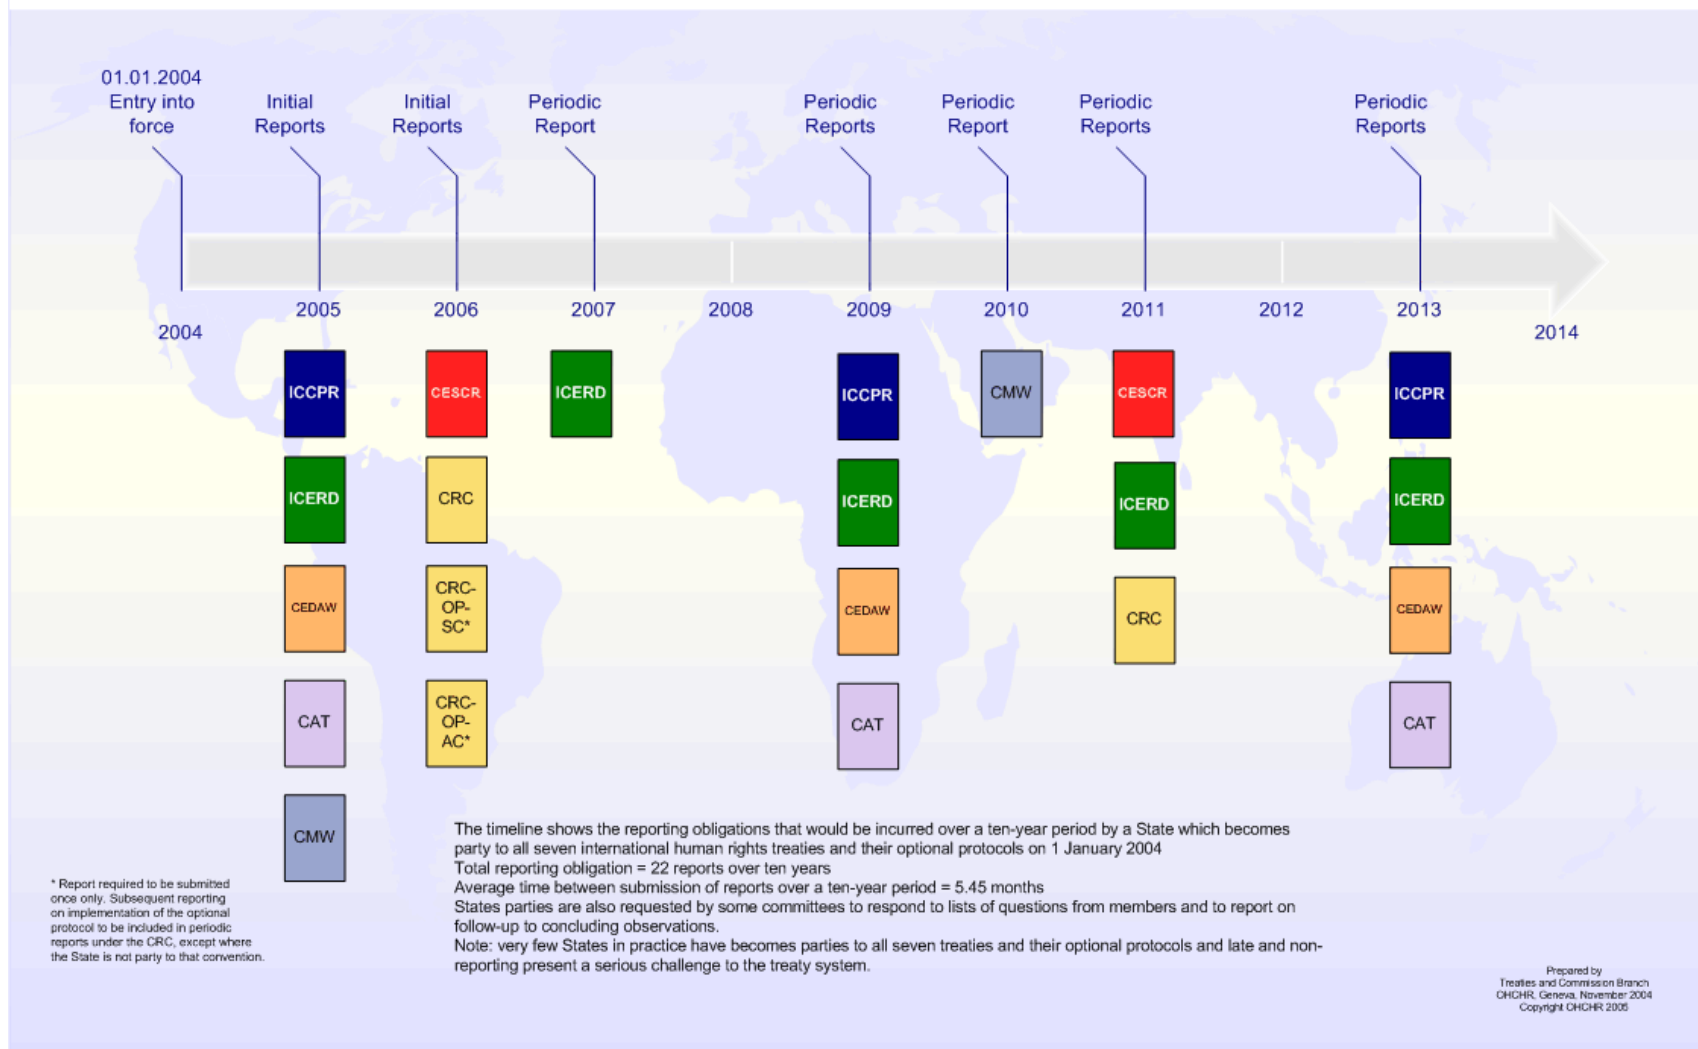 01.01.2004
Entry into
force
Initial
Reports
Initial
Reports
Periodic
Report
Periodic
Reports
Periodic
Report
Periodic
Reports
Periodic
Reports
2004
2005
2006
2007
2008
2009
2010
2011
2012
2013
2014
ICCPR
ICERD
CEDAW
CAT
CMW
CESCR
CRC
CRC-
OP-
SC*
CRC-
OP-
AC*
ICERD
ICCPR
ICERD
CEDAW
CAT
CMW
CESCR
ICERD
CRC
ICCPR
ICERD
CEDAW
CAT
The timeline shows the reporting obligations that would be incurred over a ten-year period by a State which becomes
party to all seven international human rights treaties and their optional protocols on 1 January 2004
Total reporting obligation = 22 reports over ten years
Average time between submission of reports over a ten-year period = 5.45 months
States parties are also requested by some committees to respond to lists of questions from members and to report on
follow-up to concluding observations.
Note: very few States in practice have becomes parties to all seven treaties and their optional protocols and late and non-
reporting present a serious challenge to the treaty system.
* Report required to be submitted
once only. Subsequent reporting
on implementation of the optional
protocol to be included in periodic
reports under the CRC, except where
the State is not party to that convention.
Prepared by
Treaties and Commission Branch
OHCHR, Geneva, November 2004
Copyright OHCHR 2005